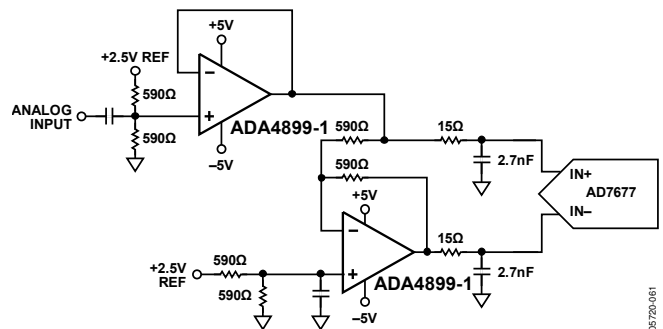 +5V
+2.5V REF
590Ω
ANALOG
INPUT
590Ω
ADA4899-1
–5V
590Ω
15Ω
590Ω
2.7nF
IN+
AD7677
IN–
+5V
15Ω
+2.5V
REF
590Ω
590Ω
ADA4899-1
2.7nF
–5V
05720-061